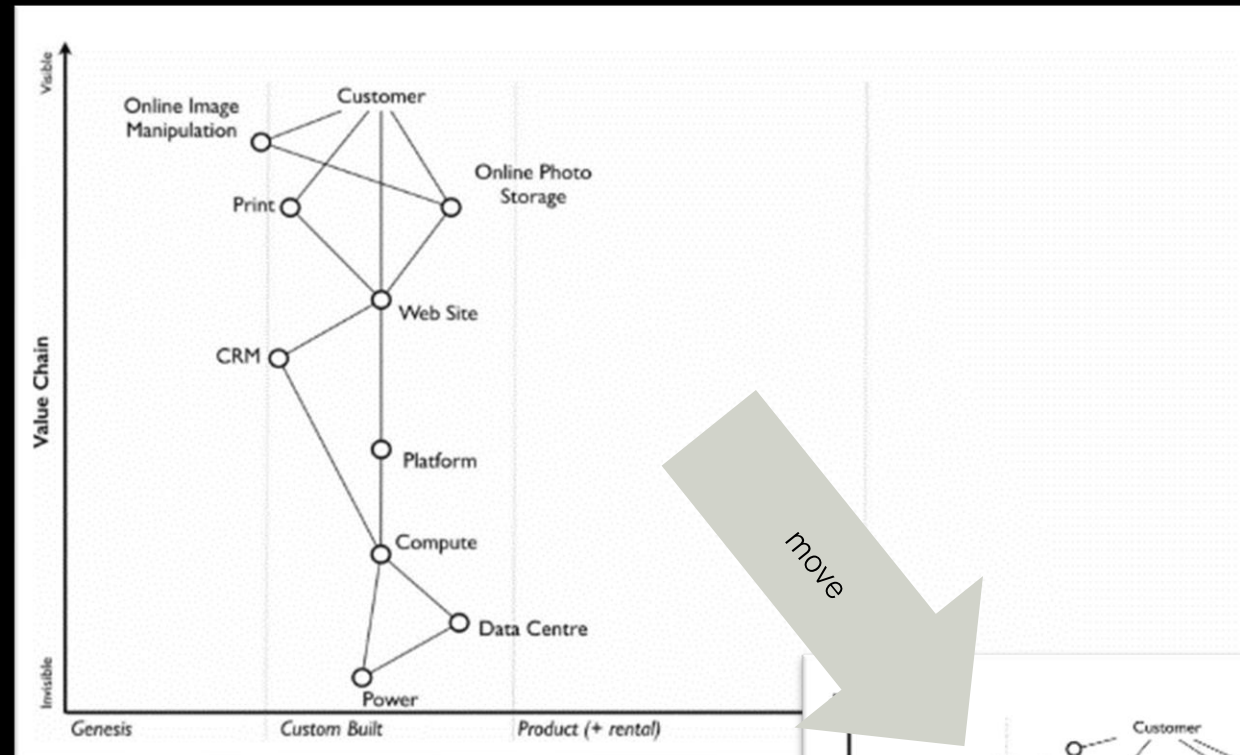 Visible
Customer
Online Image
Manipulation
Online Photo
Storage
Print
Web Site
CRM
Value Chain
Platform
move
Compute
Data Centre
Invisible
Power
Genesis
Custom Built
Product (+ rental)
Customer